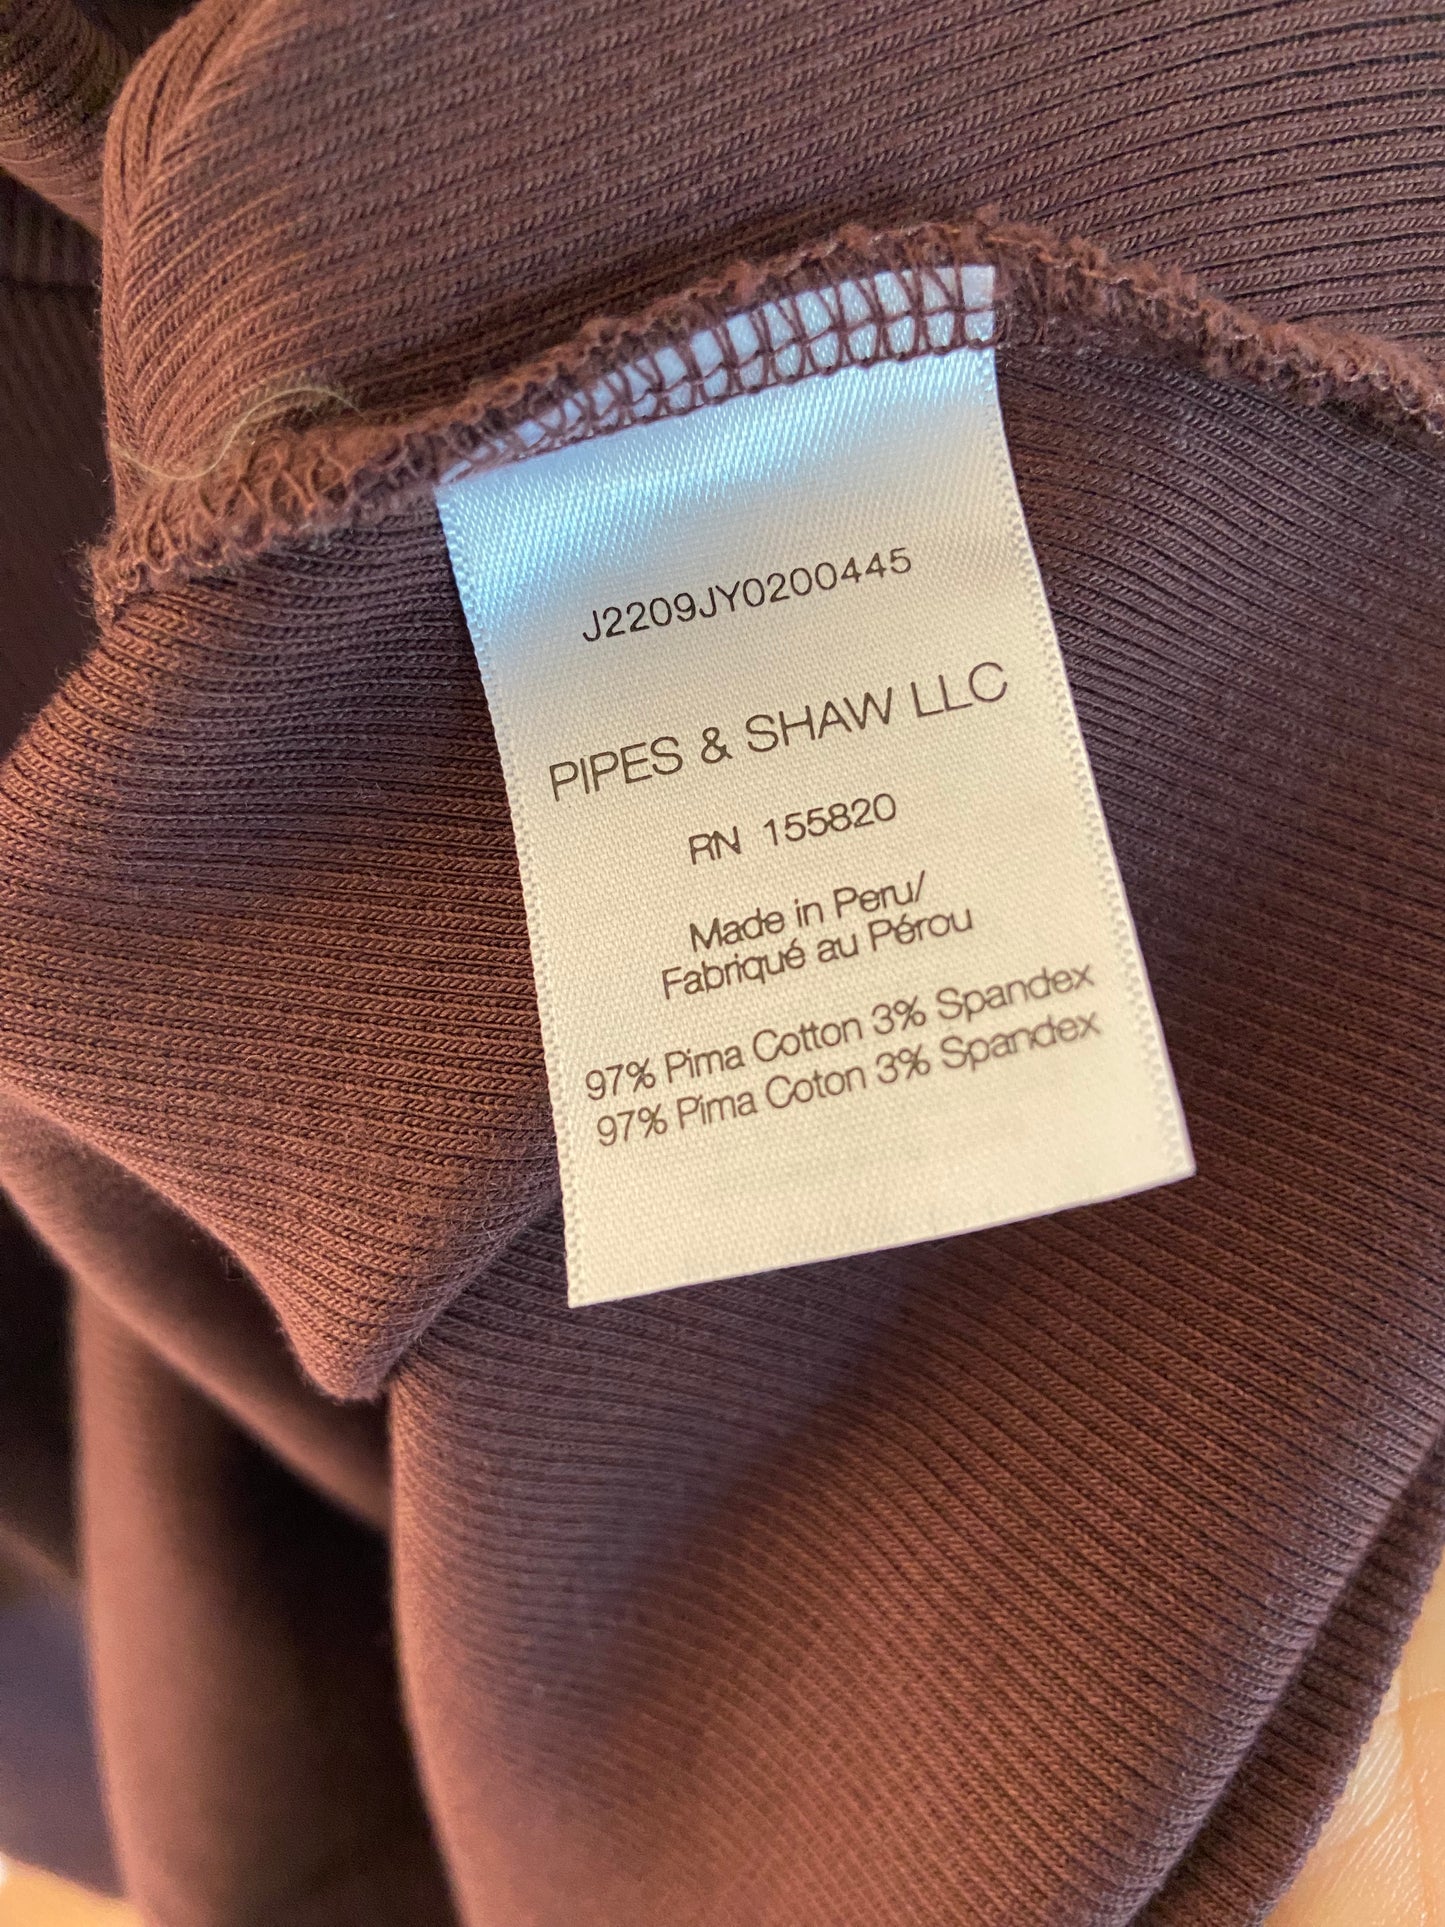 J2209JY0200445
PIPES & SHAW LLC
RN 155820
Made in Peru/
Fabriqué au Pérou
97% Pima Cotton 3% Spandex
97% Pima Coton 3% Spandex